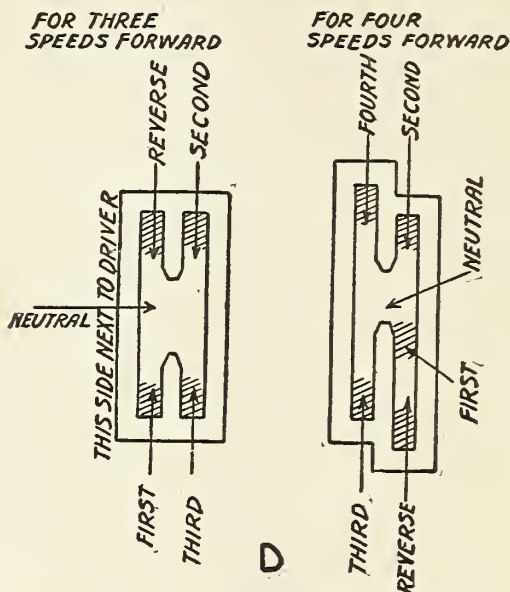 FOR THREE
SPEEDS FORWARD
REVERSE
SECOND
NEUTRAL
THIS SIDE NEXT TO DRIVER
FIRST
THIRD
FOR FOUR
SPEEDS FORWARD
FOURTH
SECOND
NEUTRAL
FIRST
THIRD
REVERSE
D